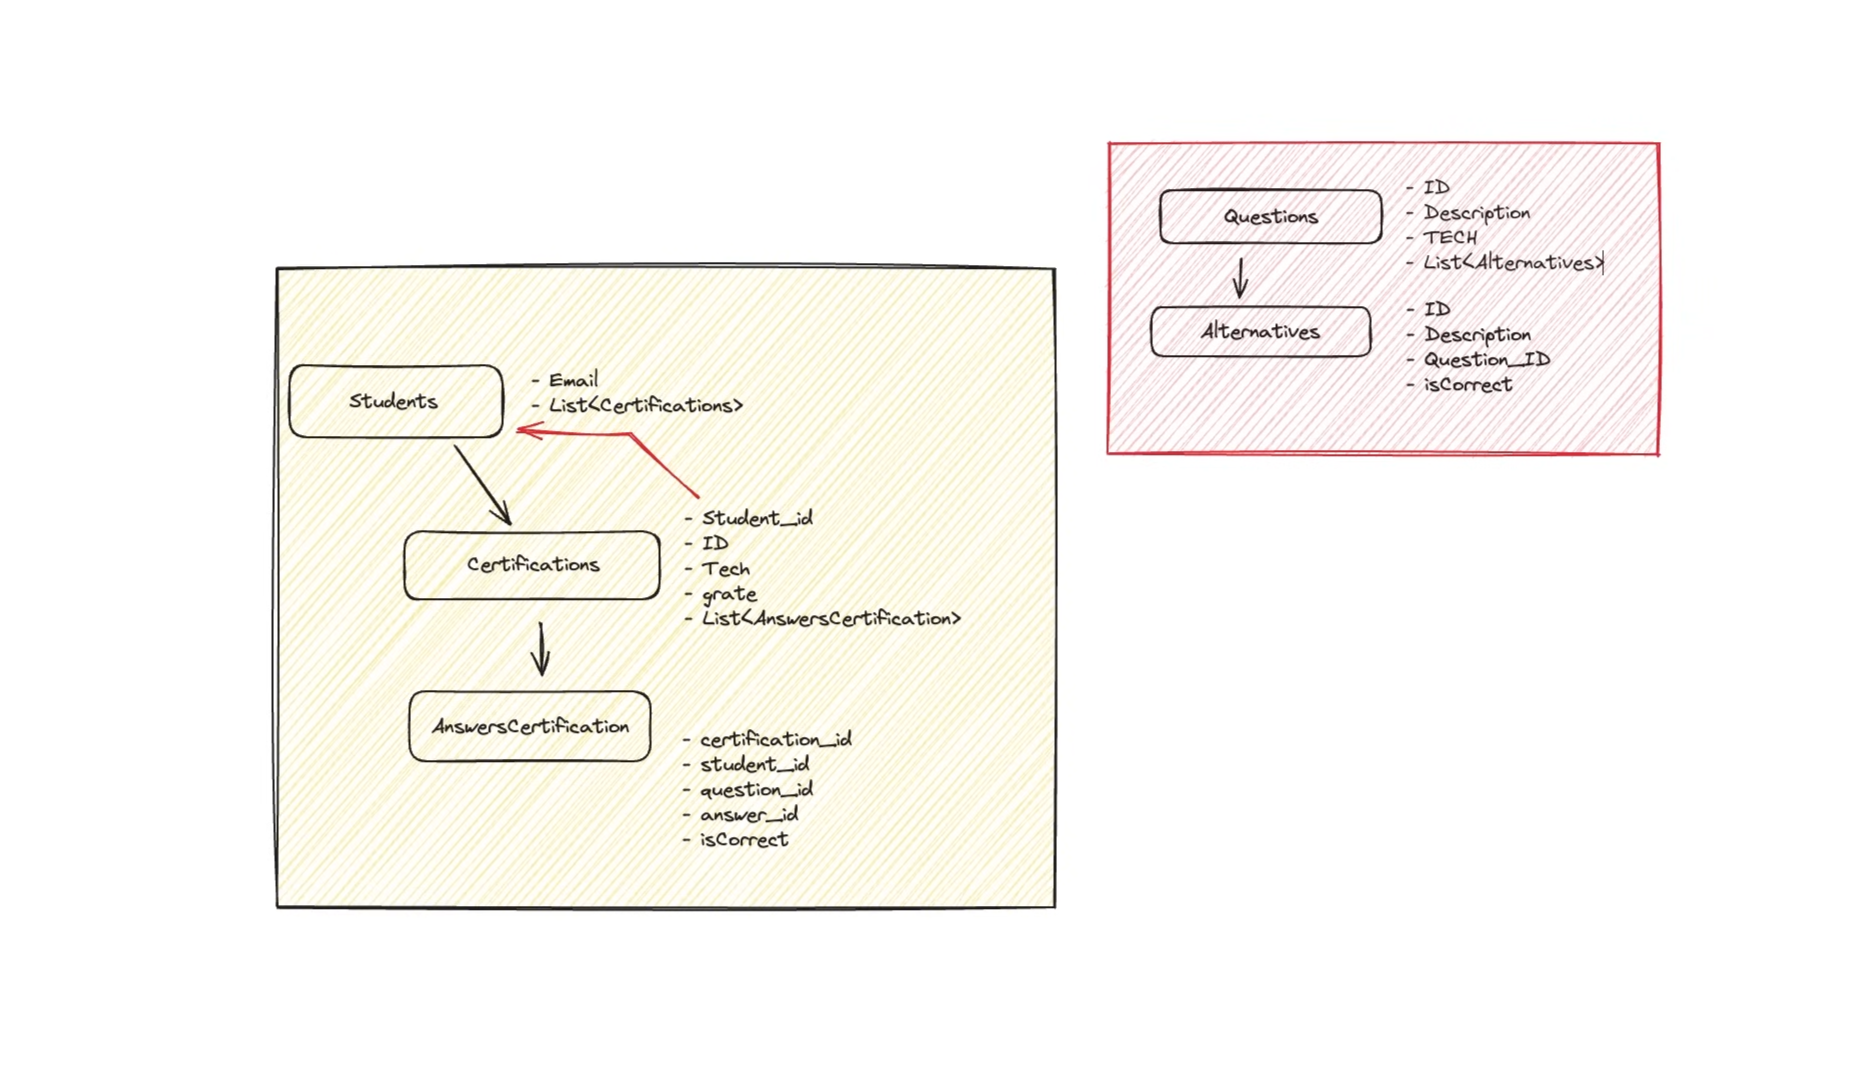 Questions
- ID
- Description
- TECH
- List<Alternatives>
Alternatives
- ID
- Description
- Question_ID
- isCorrect
Students
- Email
- List<Certifications>
Certifications
- Student_id
- ID
- Tech
- grate
- List<AnswersCertification>
AnswersCertification
- certification_id
- student_id
- question_id
- answer_id
- isCorrect